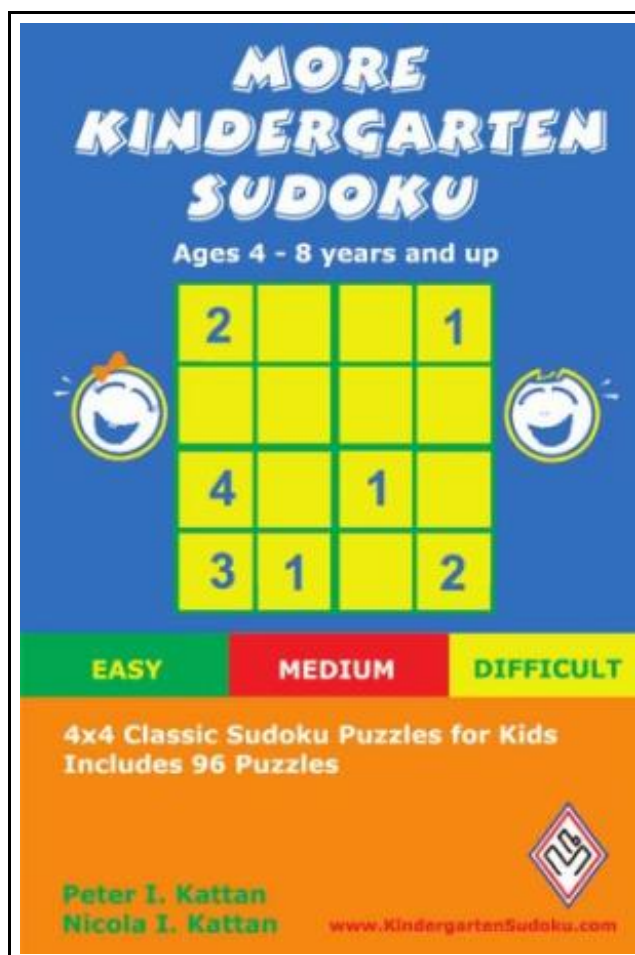 MORE
KINDERGARTEN
SUDOKU
Ages 4 - 8 years and up
2 1
4 1
3 1 2
EASY MEDIUM DIFFICULT
4x4 Classic Sudoku Puzzles for Kids
Includes 96 Puzzles
Peter I. Kattan
Nicola I. Kattan
www.KindergartenSudoku.com